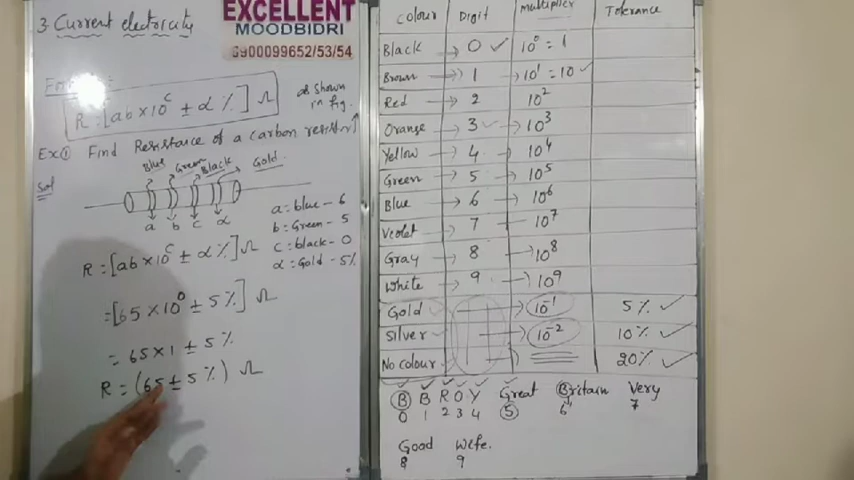 3. Current electricity
EXCELLENT
MOODBIDRI
6900099652/53/54
R = [ab × 10^c ± α %] Ω as shown in fig.
Ex① Find Resistance of a carbon resistor
Blue Green Black Gold
Sol
a b c α
a = blue - 6
b = Green - 5
c = black - 0
α = Gold - 5%
R = [ab × 10^c ± α %] Ω
= [65 × 10^0 ± 5 %] Ω
= 65 × 1 ± 5 %
R = (65 ± 5 %) Ω
Colour Digit multiplier Tolerance
Black → 0 ✓ 10^0 = 1
Brown → 1 → 10^1 = 10 ✓
Red → 2 10^2
Orange → 3 ✓ → 10^3
Yellow → 4 → 10^4
Green → 5 → 10^5
Blue → 6 → 10^6
Violet → 7 → 10^7
Gray → 8 → 10^8
White → 9 → 10^9
Gold → 10^-1 5 % ✓
Silver → 10^-2 10 % ✓
No colour → 20 % ✓
B B R O Y Great Britain Very
0 1 2 3 4 5 6 7
Good Wife.
8 9